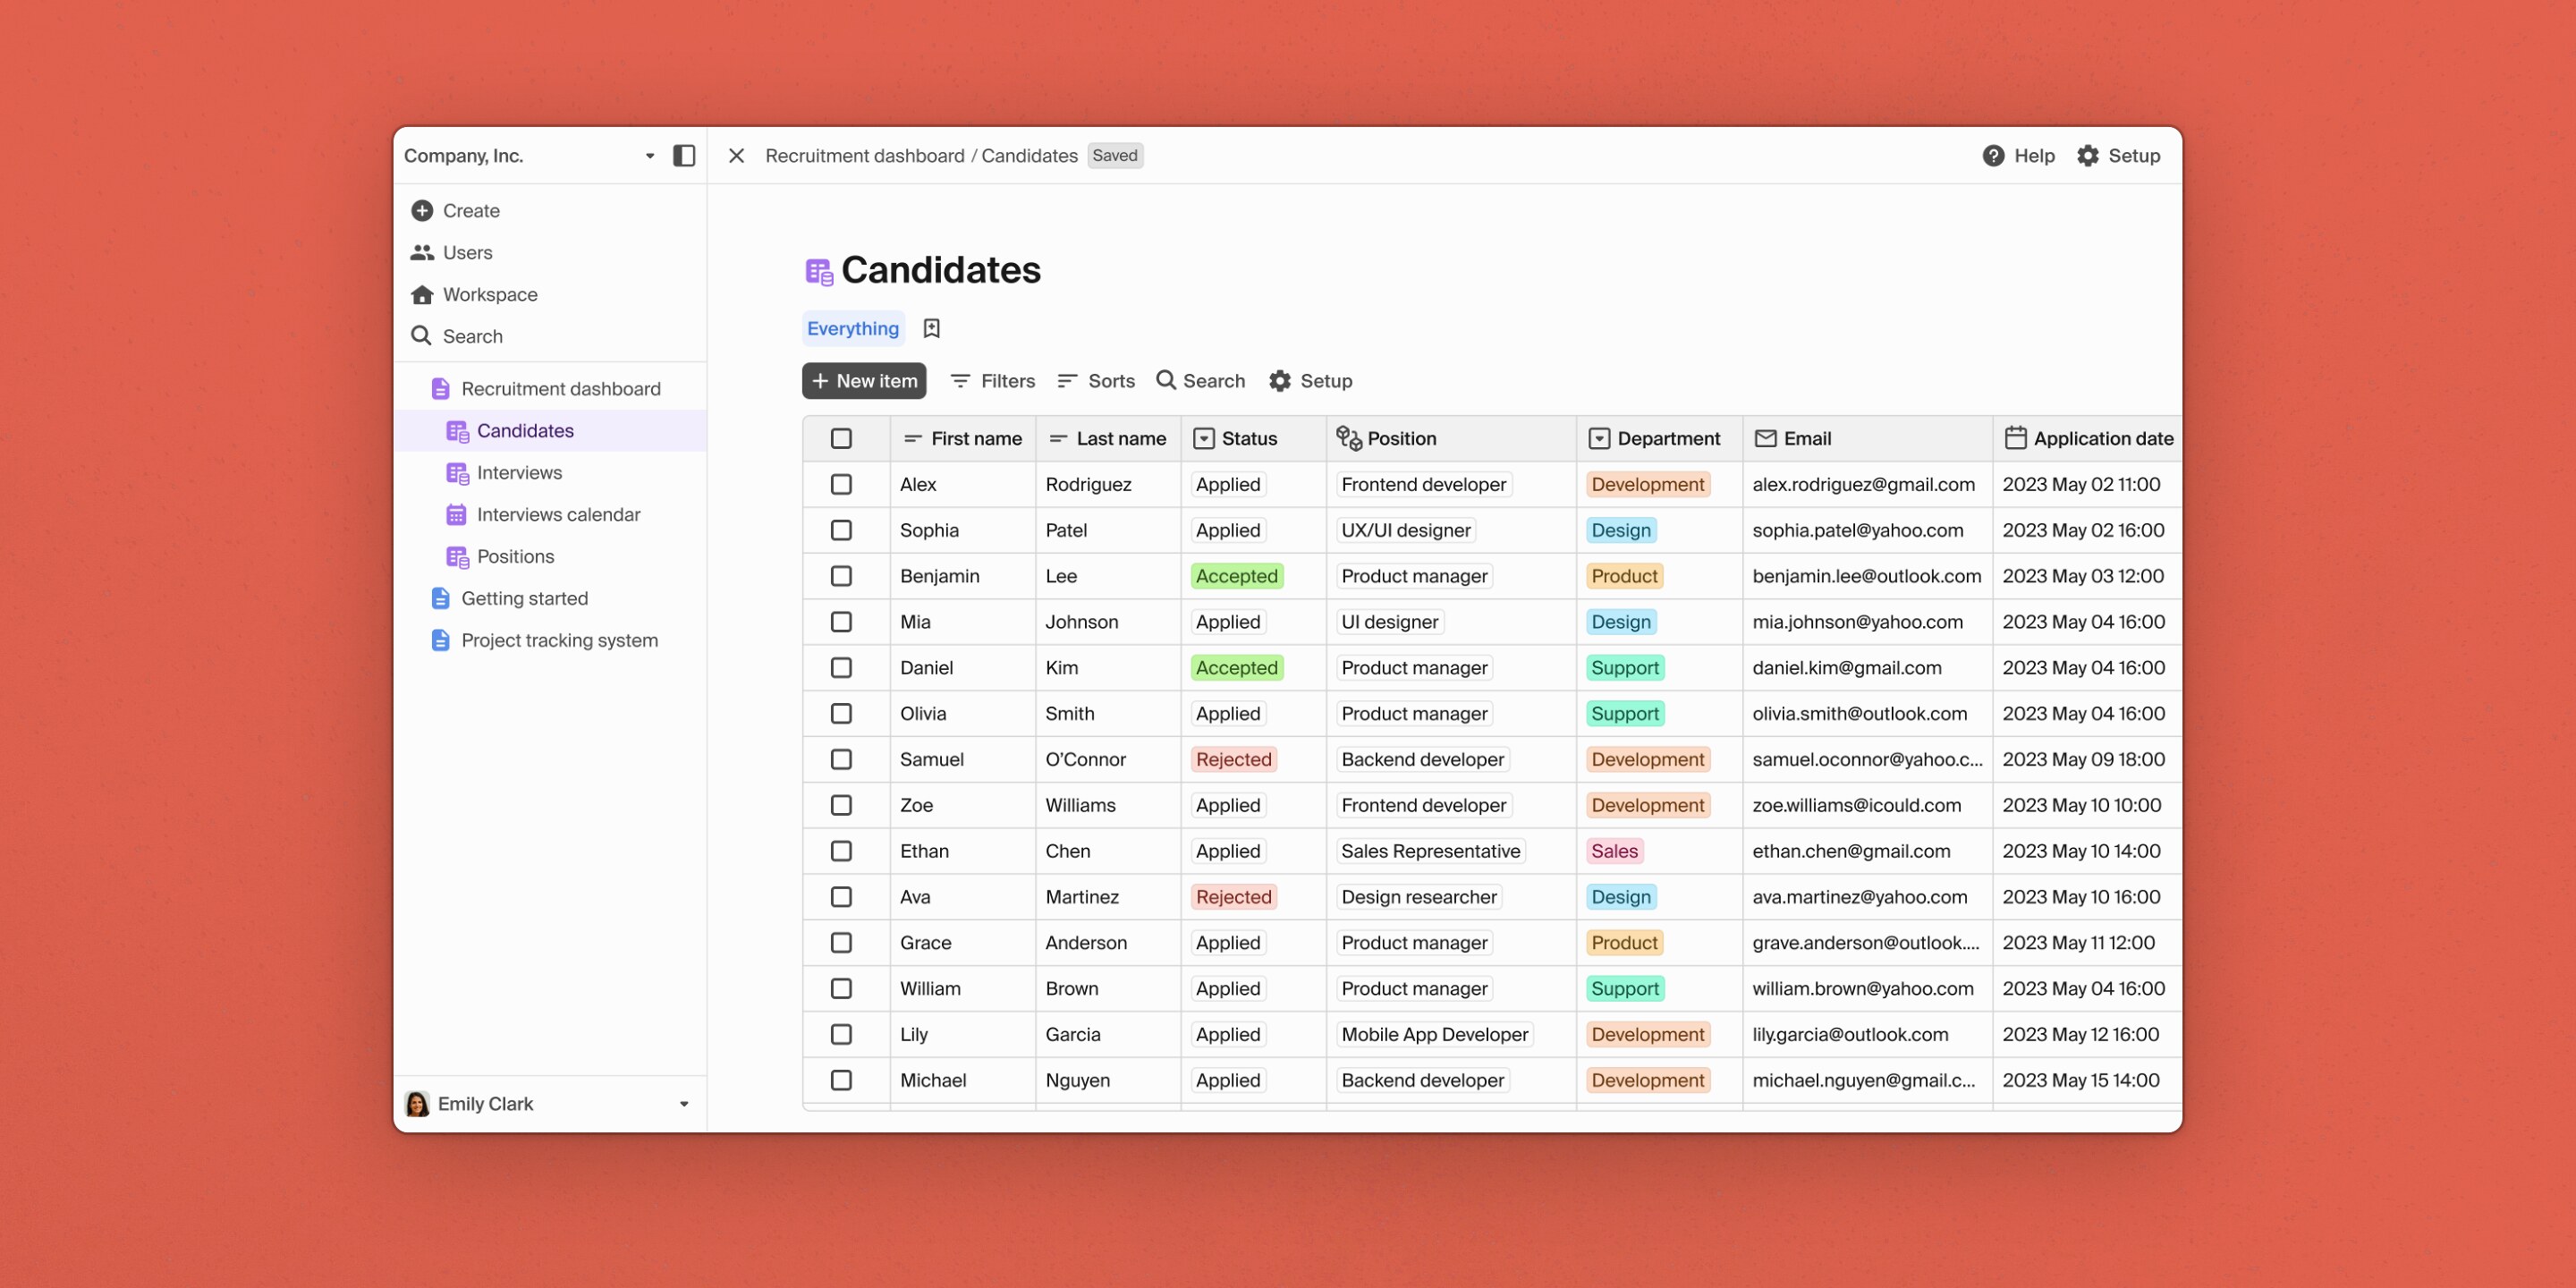 Company, Inc.
Create
Users
Workspace
Search
Recruitment dashboard
Candidates
Interviews
Interviews calendar
Positions
Getting started
Project tracking system
Emily Clark
Recruitment dashboard / Candidates Saved
Help Setup
Candidates
Everything
New item Filters Sorts Search Setup
First name Last name Status Position Department Email Application date
Alex Rodriguez Applied Frontend developer Development alex.rodriguez@gmail.com 2023 May 02 11:00
Sophia Patel Applied UX/UI designer Design sophia.patel@yahoo.com 2023 May 02 16:00
Benjamin Lee Accepted Product manager Product benjamin.lee@outlook.com 2023 May 03 12:00
Mia Johnson Applied UI designer Design mia.johnson@yahoo.com 2023 May 04 16:00
Daniel Kim Accepted Product manager Support daniel.kim@gmail.com 2023 May 04 16:00
Olivia Smith Applied Product manager Support olivia.smith@outlook.com 2023 May 04 16:00
Samuel O’Connor Rejected Backend developer Development samuel.oconnor@yahoo.c... 2023 May 09 18:00
Zoe Williams Applied Frontend developer Development zoe.williams@icould.com 2023 May 10 10:00
Ethan Chen Applied Sales Representative Sales ethan.chen@gmail.com 2023 May 10 14:00
Ava Martinez Rejected Design researcher Design ava.martinez@yahoo.com 2023 May 10 16:00
Grace Anderson Applied Product manager Product grave.anderson@outlook.... 2023 May 11 12:00
William Brown Applied Product manager Support william.brown@yahoo.com 2023 May 04 16:00
Lily Garcia Applied Mobile App Developer Development lily.garcia@outlook.com 2023 May 12 16:00
Michael Nguyen Applied Backend developer Development michael.nguyen@gmail.c... 2023 May 15 14:00